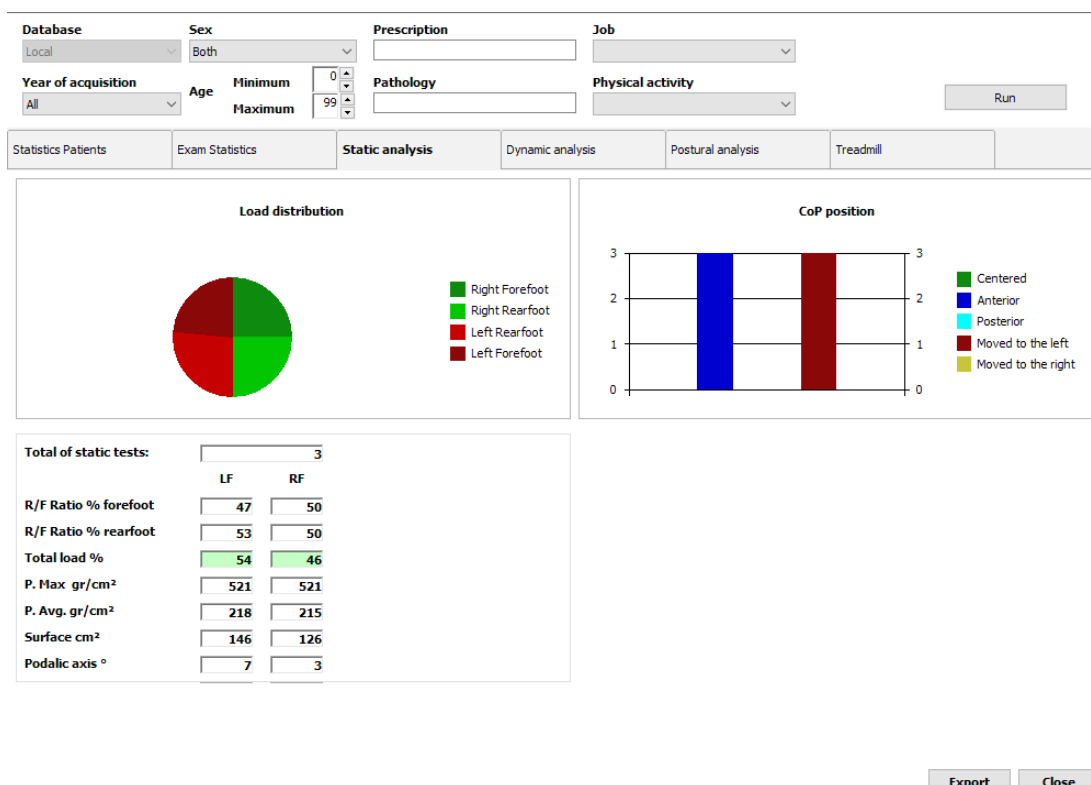 Database Sex Prescription Job
Local Both
Year of acquisition Age Minimum 0 Pathology Physical activity
All Maximum 99 Run
Statistics Patients Exam Statistics Static analysis Dynamic analysis Postural analysis Treadmill
Load distribution
Right Forefoot
Right Rearfoot
Left Rearfoot
Left Forefoot
CoP position
3 3
2 2
1 1
0 0
Centered
Anterior
Posterior
Moved to the left
Moved to the right
Total of static tests: 3
LF RF
R/F Ratio % forefoot 47 50
R/F Ratio % rearfoot 53 50
Total load % 54 46
P. Max gr/cm² 521 521
P. Avg. gr/cm² 218 215
Surface cm² 146 126
Podalic axis ° 7 3
Export Close